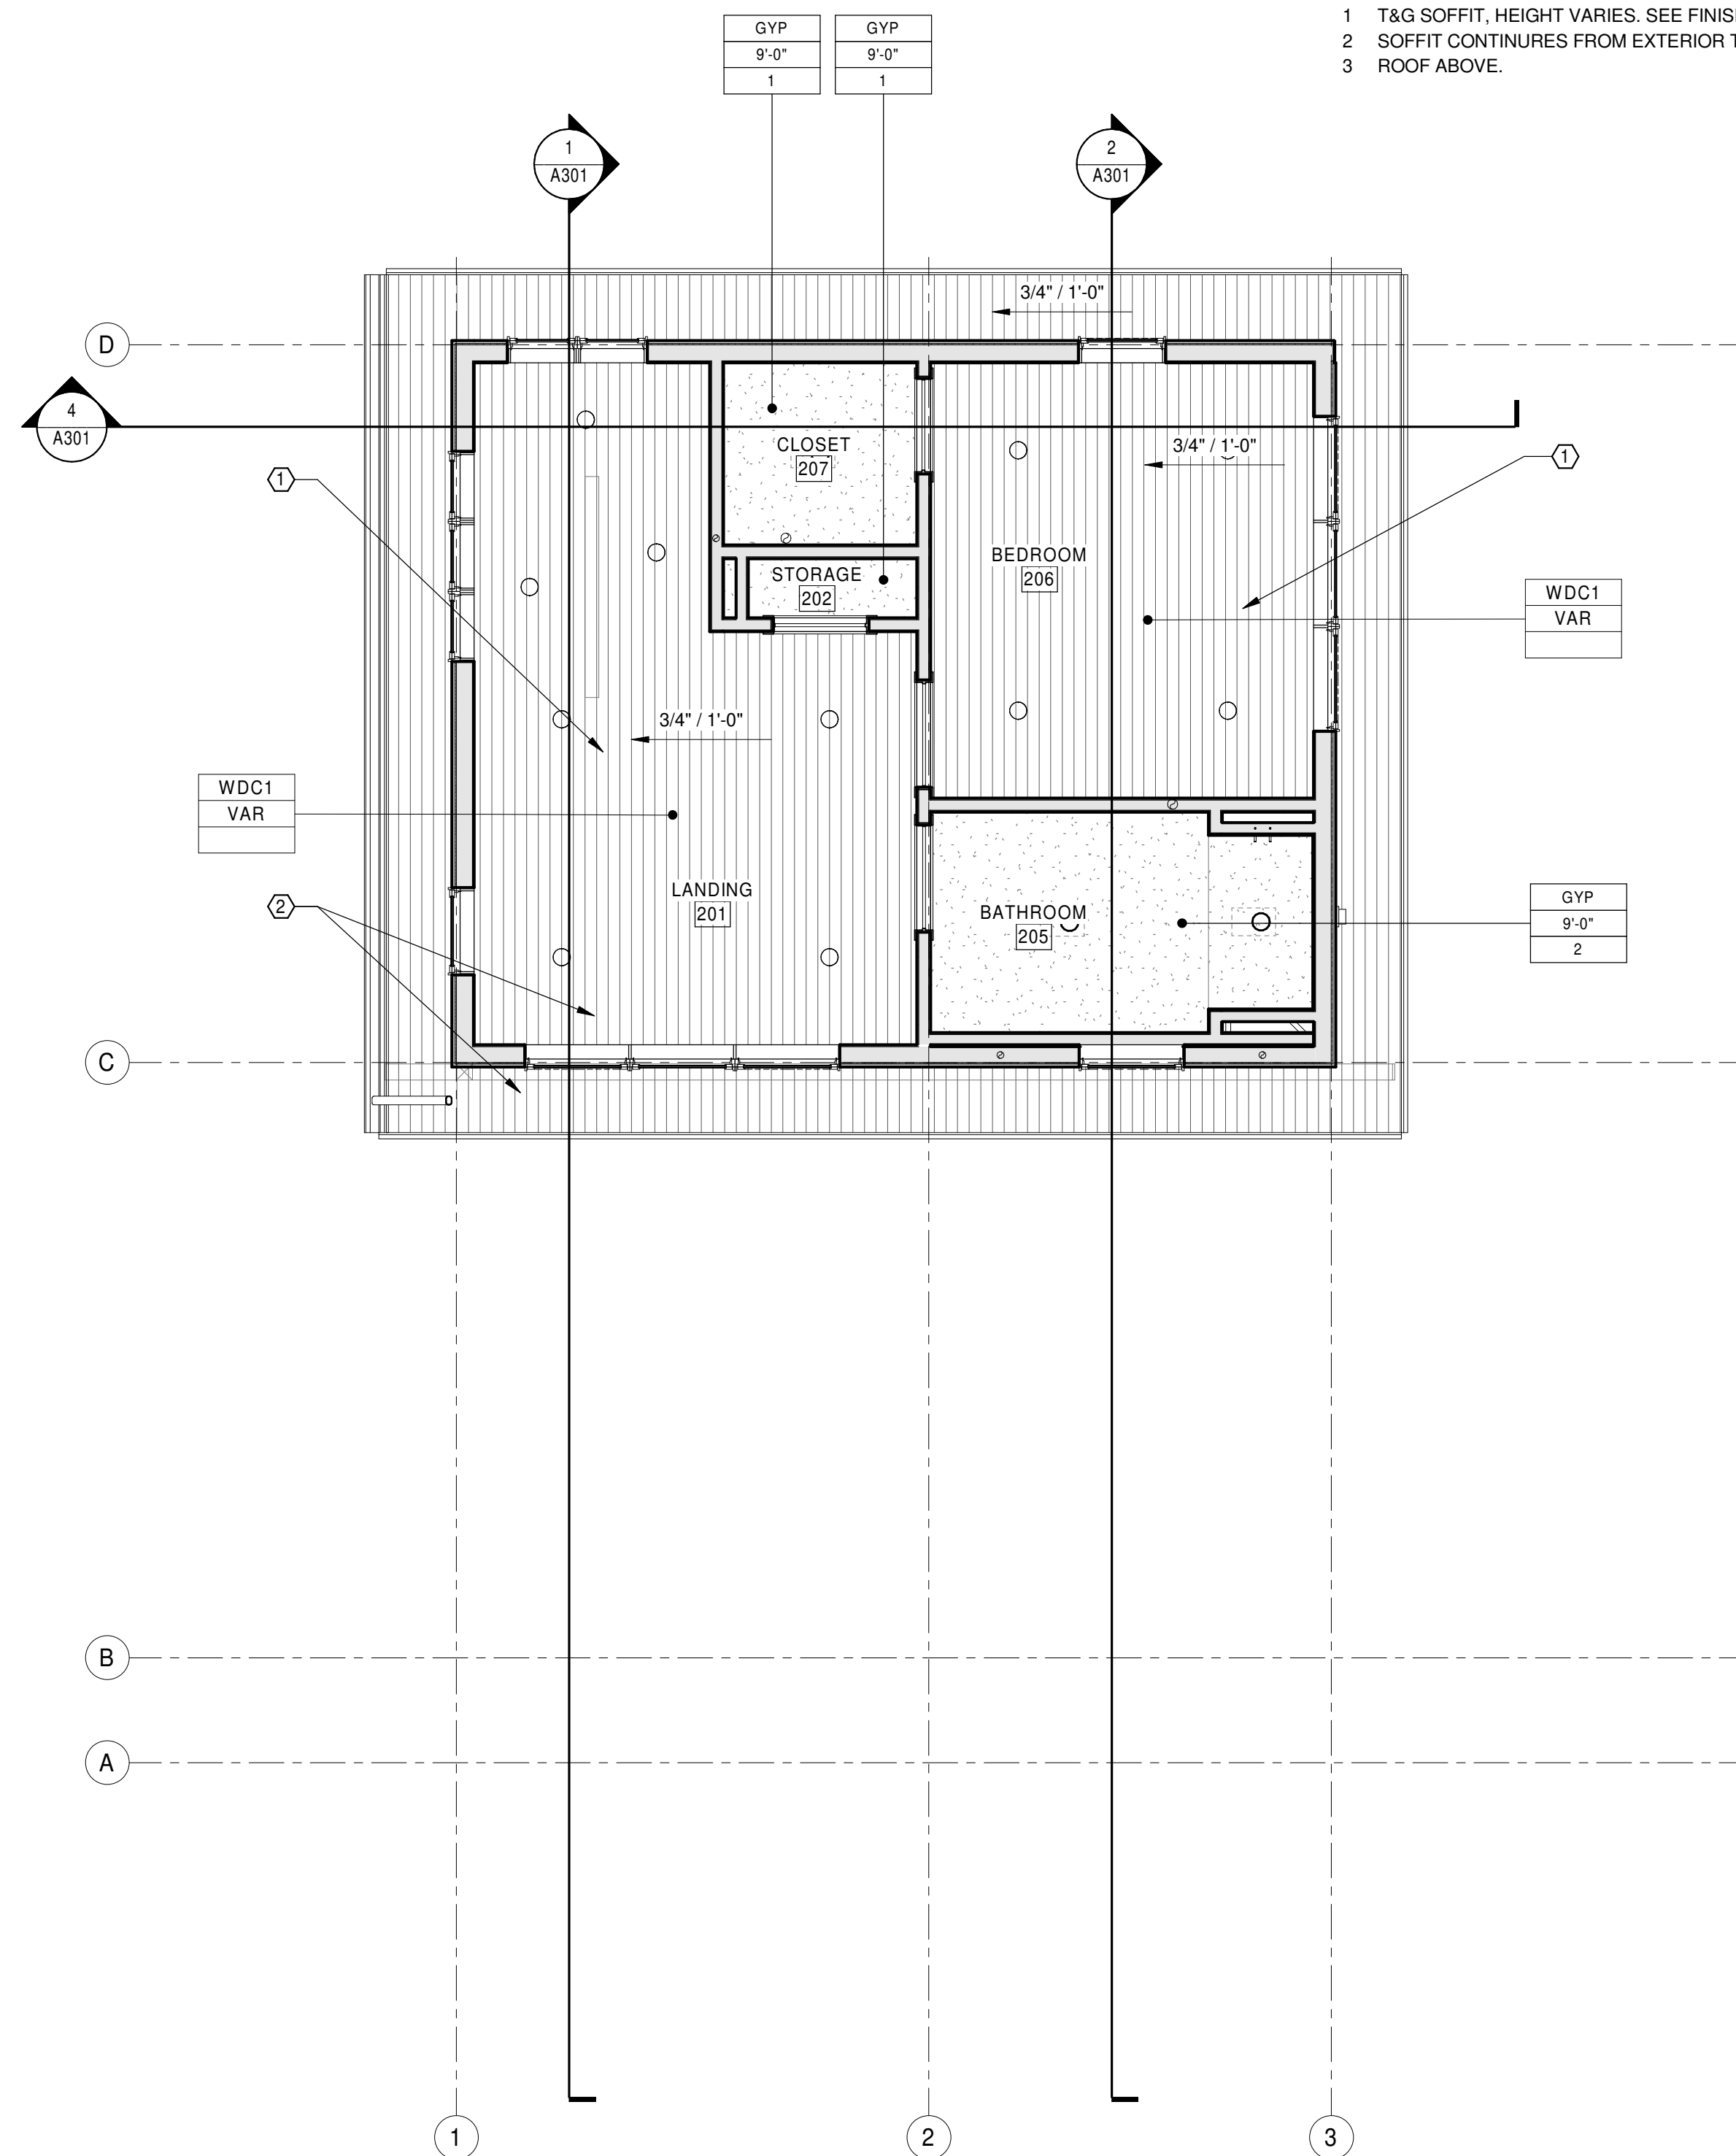 1 T&G SOFFIT, HEIGHT VARIES. SEE
2 SOFFIT CONTINURES FROM EXTERIOR
3 ROOF ABOVE.
GYP
9'-0"
1
GYP
9'-0"
1
1
A301
2
A301
3/4" / 1'-0"
D
4
A301
CLOSET
207
3/4" / 1'-0"
1
1
BEDROOM
206
STORAGE
202
WDC1
VAR
3/4" / 1'-0"
WDC1
VAR
LANDING
201
2
BATHROOM
205
GYP
9'-0"
2
C
B
A
1
2
3